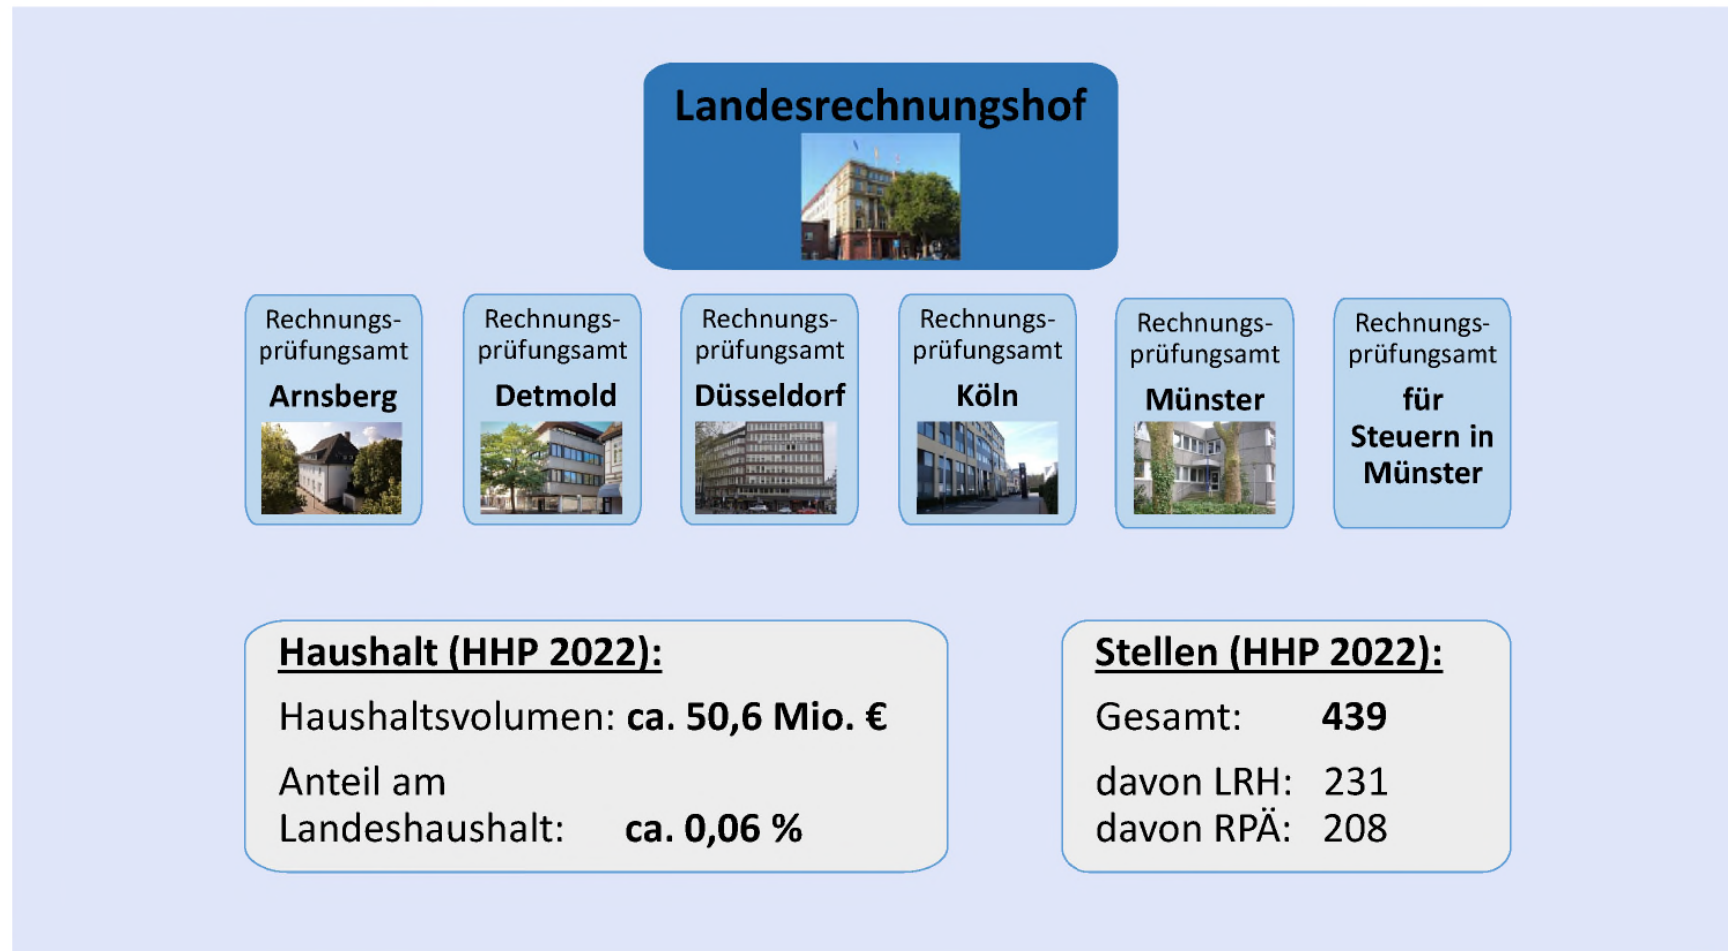 Landesrechnungshof
Rechnungs-
prüfungsamt
Arnsberg
Rechnungs-
prüfungsamt
Detmold
Rechnungs-
prüfungsamt
Düsseldorf
Rechnungs-
prüfungsamt
Köln
Rechnungs-
prüfungsamt
Münster
Rechnungs-
prüfungsamt
für
Steuern in
Münster
Haushalt (HHP 2022):
Haushaltsvolumen: ca. 50,6 Mio. €
Anteil am
Landeshaushalt: ca. 0,06 %
Stellen (HHP 2022):
Gesamt: 439
davon LRH: 231
davon RPÄ: 208